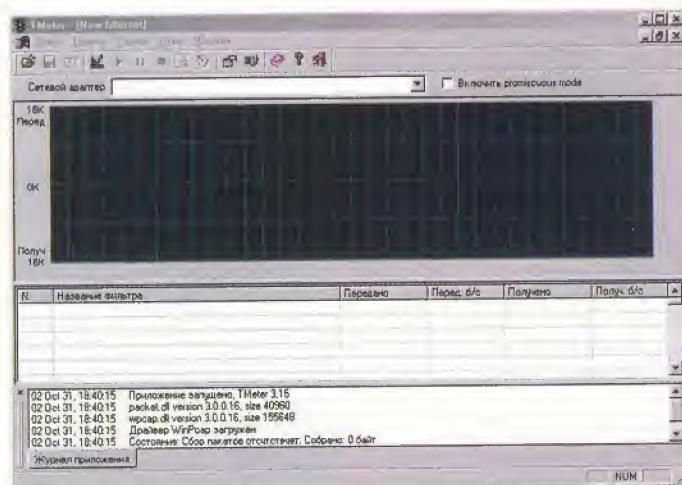 TMeter - [New filterset]
Сетевой адаптер
Включить promiscuous mode
16K
Перед
0K
Получ
16K
N Название фильтра Передано Перед. б/с Получено Получ. б/с
02 Oct 31, 18:40:15 Приложение запущено, TMeter 3.15
02 Oct 31, 18:40:15 packet.dll version 3.0.0.16, size 40960
02 Oct 31, 18:40:15 wpcap.dll version 3.0.0.16, size 155648
02 Oct 31, 18:40:15 Драйвер WinPcap загружен
02 Oct 31, 18:40:15 Состояние: Сбор пакетов отсутствует. Собрано: 0 байт
Журнал приложения
NUM